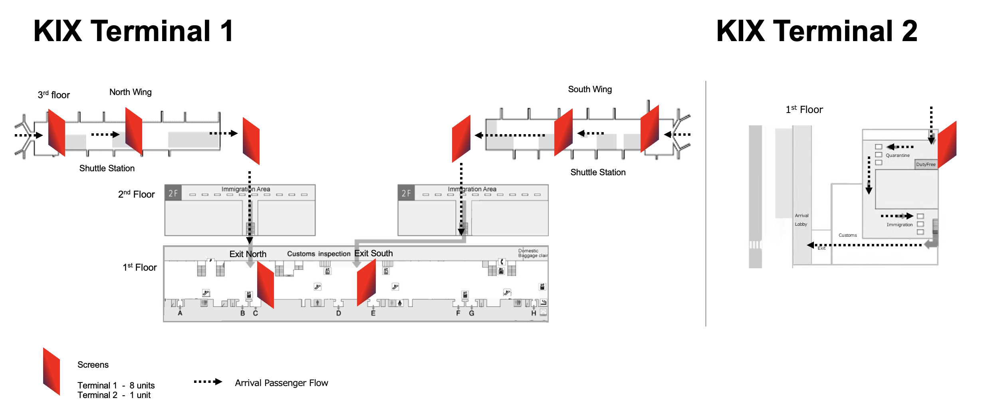 KIX Terminal 1
KIX Terminal 2
3rd floor
North Wing
South Wing
Shuttle Station
Shuttle Station
2nd Floor
2F
Immigration Area
2F
Immigration Area
1st Floor
Exit North
Customs inspection
Exit South
Domestic
Baggage clair
A
B
C
D
E
F
G
H
1st Floor
Quarantine
DutyFree
Arrival
Lobby
Immigration
Customs
Exit
Screens
Terminal 1 - 8 units
Terminal 2 - 1 unit
Arrival Passenger Flow